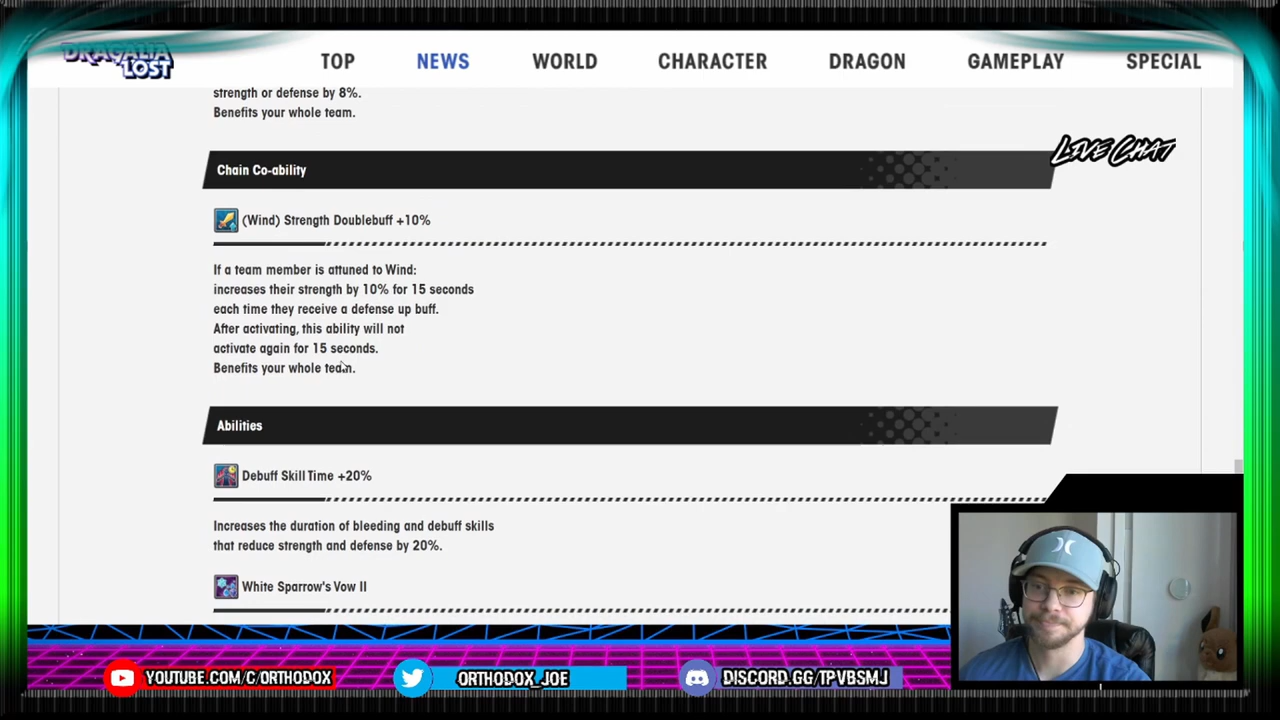 DRAGALIA
LOST
TOP
NEWS
WORLD
CHARACTER
DRAGON
GAMEPLAY
SPECIAL
strength or defense by 8%.
Benefits your whole team.
LIVE CHAT
Chain Co-ability
(Wind) Strength Doublebuff +10%
If a team member is attuned to Wind:
increases their strength by 10% for 15 seconds
each time they receive a defense up buff.
After activating, this ability will not
activate again for 15 seconds.
Benefits your whole team.
Abilities
Debuff Skill Time +20%
Increases the duration of bleeding and debuff skills
that reduce strength and defense by 20%.
White Sparrow's Vow II
YOUTUBE.COM/C/ORTHODOX
ORTHODOX_JOE
DISCORD.GG/TPVBSMJ